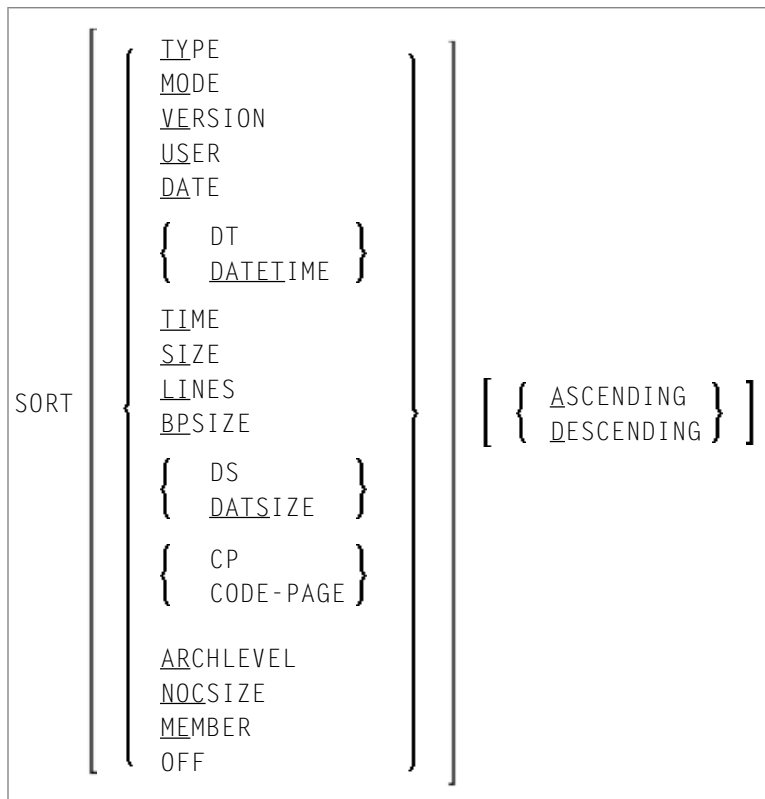 TYPE
MODE
VERSION
USER
DATE
DT
DATETIME
TIME
SIZE
LINES
SORT
BPSIZE
ASCENDING
DESCENDING
DS
DATSIZE
CP
CODE-PAGE
ARCHLEVEL
NOCSIZE
MEMBER
OFF